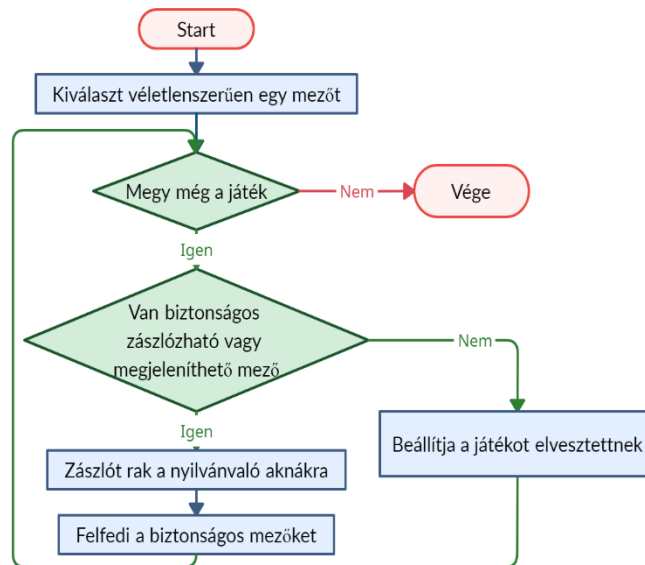 Start
Kiválaszt véletlenszerűen egy mezőt
Megy még a játék
Nem
Vége
Igen
Van biztonságos
zászlózható vagy
megjeleníthető mező
Nem
Igen
Beállítja a játékot elvesztettnek
Zászlót rak a nyilvánvaló aknákra
Felfedi a biztonságos mezőket